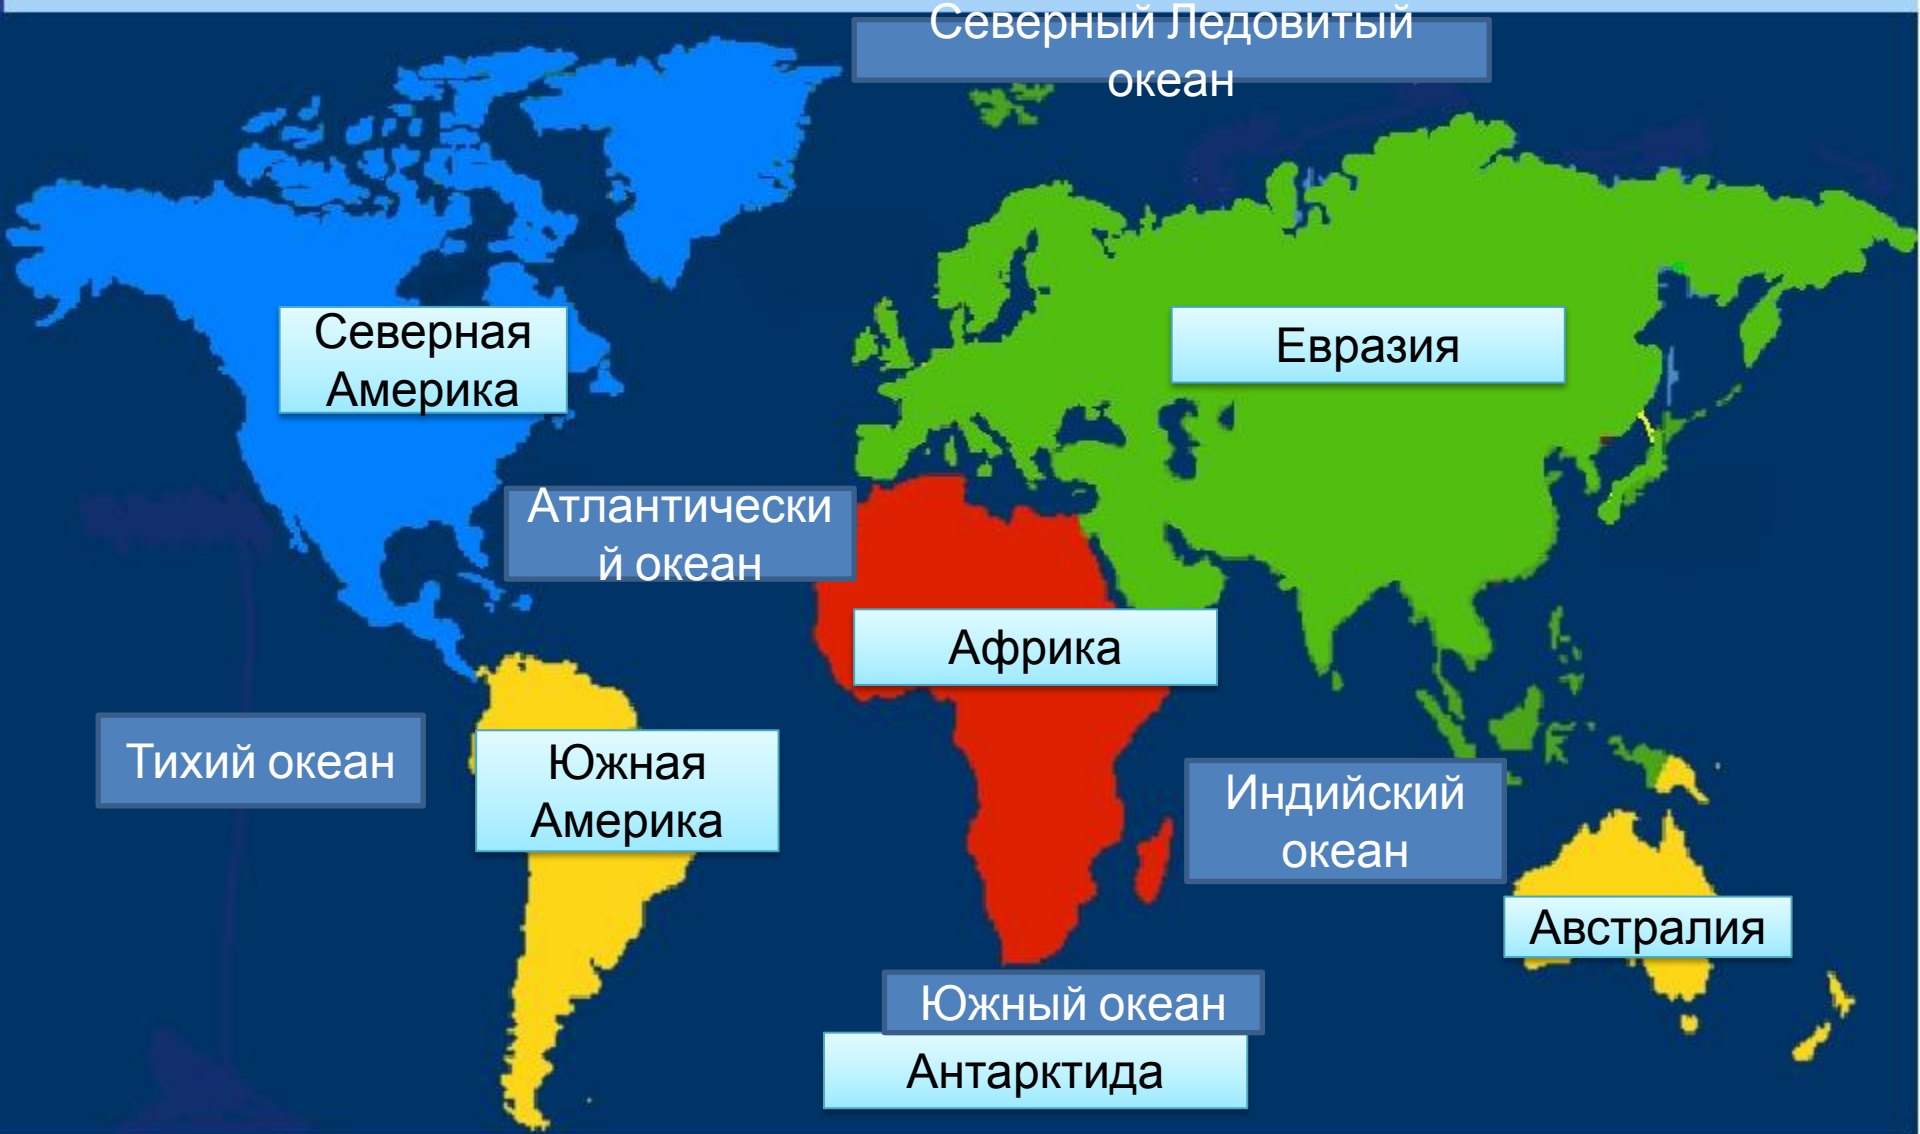 Северный Ледовитый
океан
Северная
Америка
Евразия
Атлантически
й океан
Африка
Тихий океан
Южная
Америка
Индийский
океан
Австралия
Южный океан
Антарктида